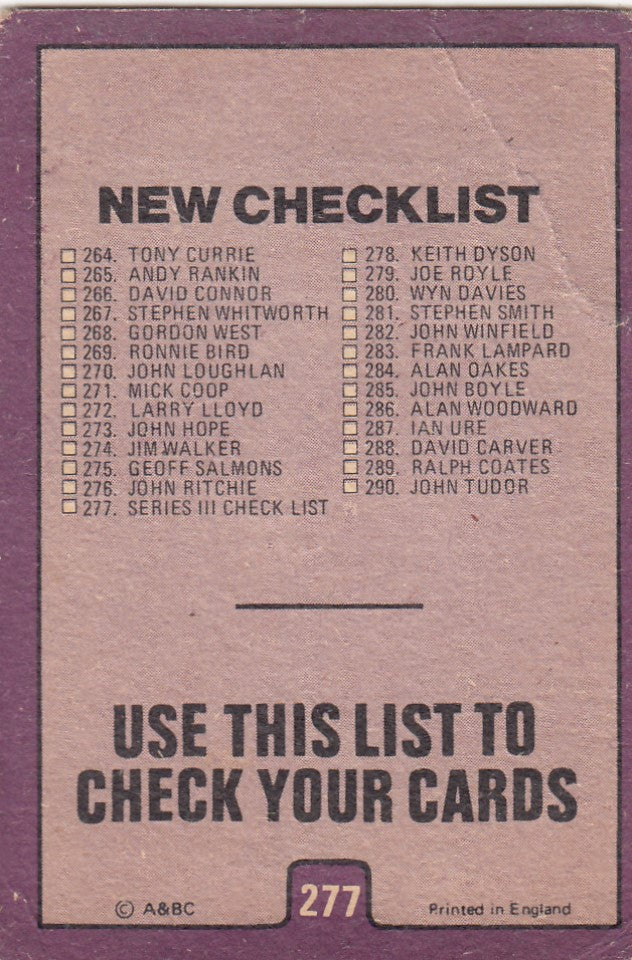 NEW CHECKLIST
264. TONY CURRIE
265. ANDY RANKIN
266. DAVID CONNOR
267. STEPHEN WHITWORTH
268. GORDON WEST
269. RONNIE BIRD
270. JOHN LOUGHLAN
271. MICK COOP
272. LARRY LLOYD
273. JOHN HOPE
274. JIM WALKER
275. GEOFF SALMONS
276. JOHN RITCHIE
277. SERIES III CHECK LIST
278. KEITH DYSON
279. JOE ROYLE
280. WYN DAVIES
281. STEPHEN SMITH
282. JOHN WINFIELD
283. FRANK LAMPARD
284. ALAN OAKES
285. JOHN BOYLE
286. ALAN WOODWARD
287. IAN URE
288. DAVID CARVER
289. RALPH COATES
290. JOHN TUDOR
USE THIS LIST TO
CHECK YOUR CARDS
© A&BC
277
Printed in England